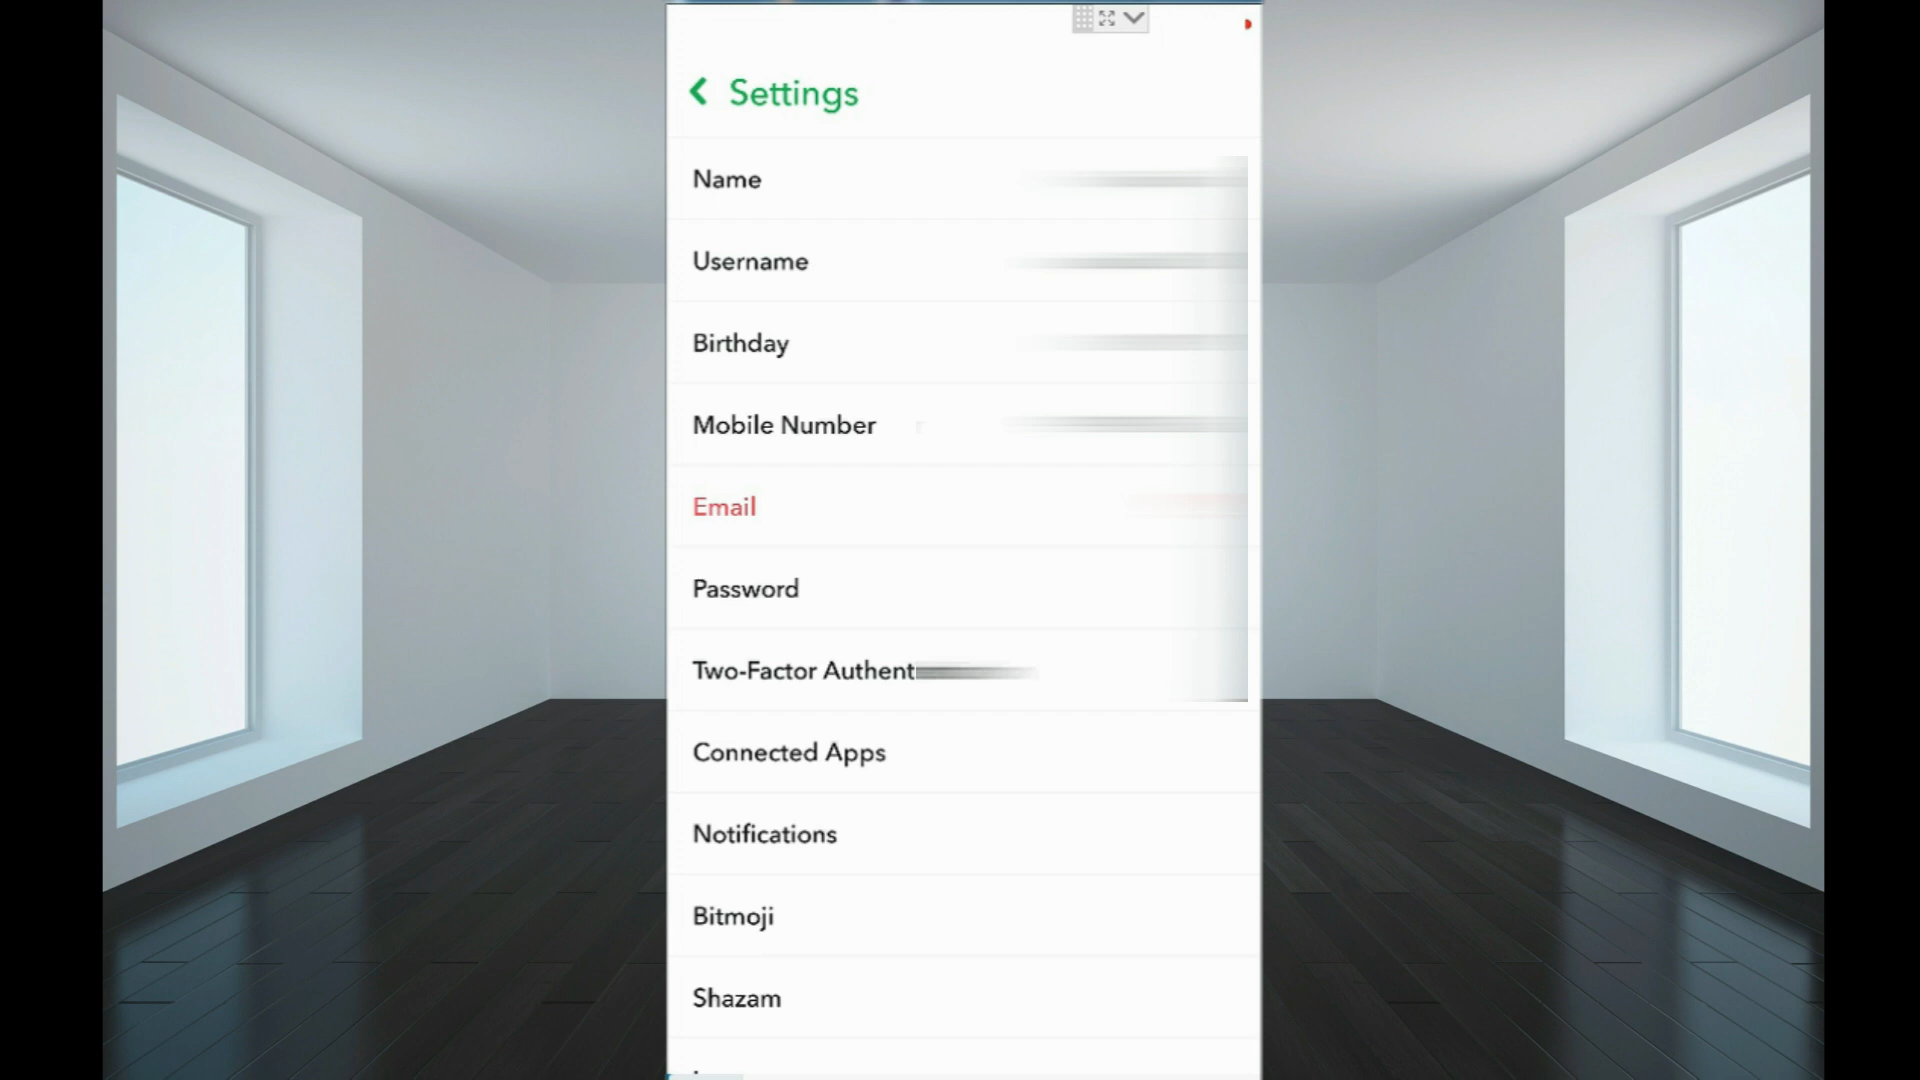 Settings
Name
Username
Birthday
Mobile Number
Email
Password
Two-Factor Authent
Connected Apps
Notifications
Bitmoji
Shazam